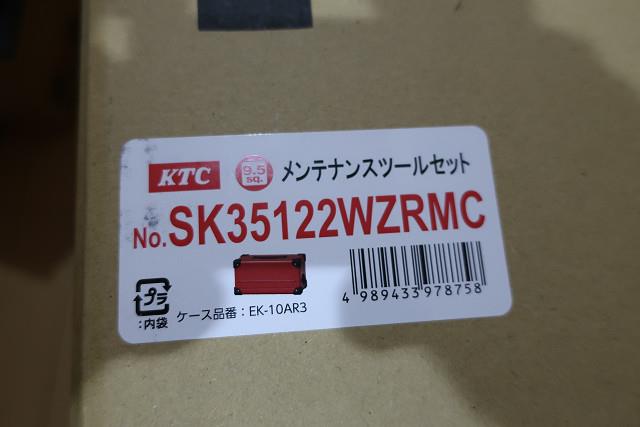 KTC 9.5 sq. メンテナンスツールセット
No.SK35122WZRMC
プラ
:内袋
ケース品番：EK-10AR3
4 989433 978758